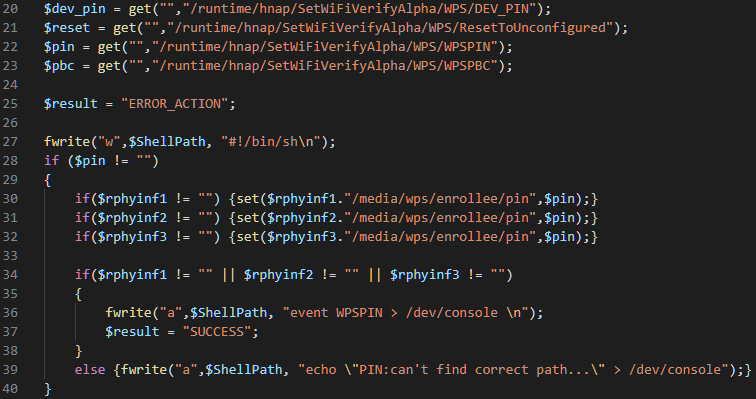 20 $dev_pin = get("","/runtime/hnap/SetWiFiVerifyAlpha/WPS/DEV_PIN");
21 $reset = get("","/runtime/hnap/SetWiFiVerifyAlpha/WPS/ResetToUnconfigured");
22 $pin = get("","/runtime/hnap/SetWiFiVerifyAlpha/WPS/WPSPIN");
23 $pbc = get("","/runtime/hnap/SetWiFiVerifyAlpha/WPS/WPSPBC");
24
25 $result = "ERROR_ACTION";
26
27 fwrite("w",$ShellPath, "#!/bin/sh\n");
28 if ($pin != "")
29 {
30     if($rphyinf1 != "") {set($rphyinf1."/media/wps/enrollee/pin",$pin);}
31     if($rphyinf2 != "") {set($rphyinf2."/media/wps/enrollee/pin",$pin);}
32     if($rphyinf3 != "") {set($rphyinf3."/media/wps/enrollee/pin",$pin);}
33
34     if($rphyinf1 != "" || $rphyinf2 != "" || $rphyinf3 != "")
35     {
36         fwrite("a",$ShellPath, "event WPSPIN > /dev/console \n");
37         $result = "SUCCESS";
38     }
39     else {fwrite("a",$ShellPath, "echo \"PIN:can't find correct path...\" > /dev/console");}
40 }